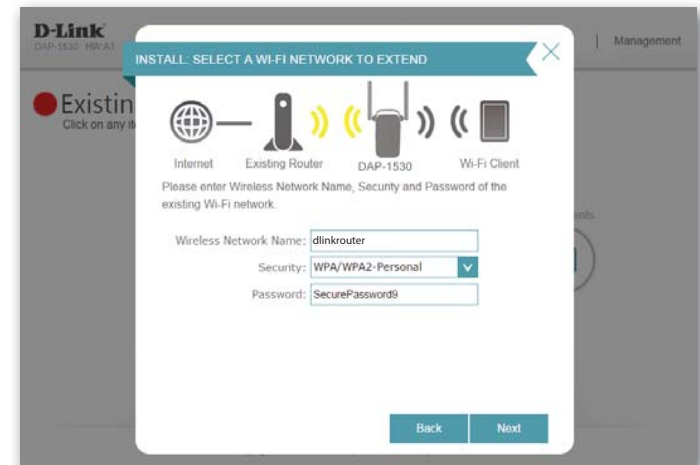 D-Link
DAP-1530 HW:A1
Management
INSTALL: SELECT A WI-FI NETWORK TO EXTEND
Existin
Click on any it
Internet
Existing Router
DAP-1530
Wi-Fi Client
Please enter Wireless Network Name, Security and Password of the
existing Wi-Fi network.
Wireless Network Name: dlinkrouter
Security: WPA/WPA2-Personal
Password: SecurePassword9
ents
Back
Next